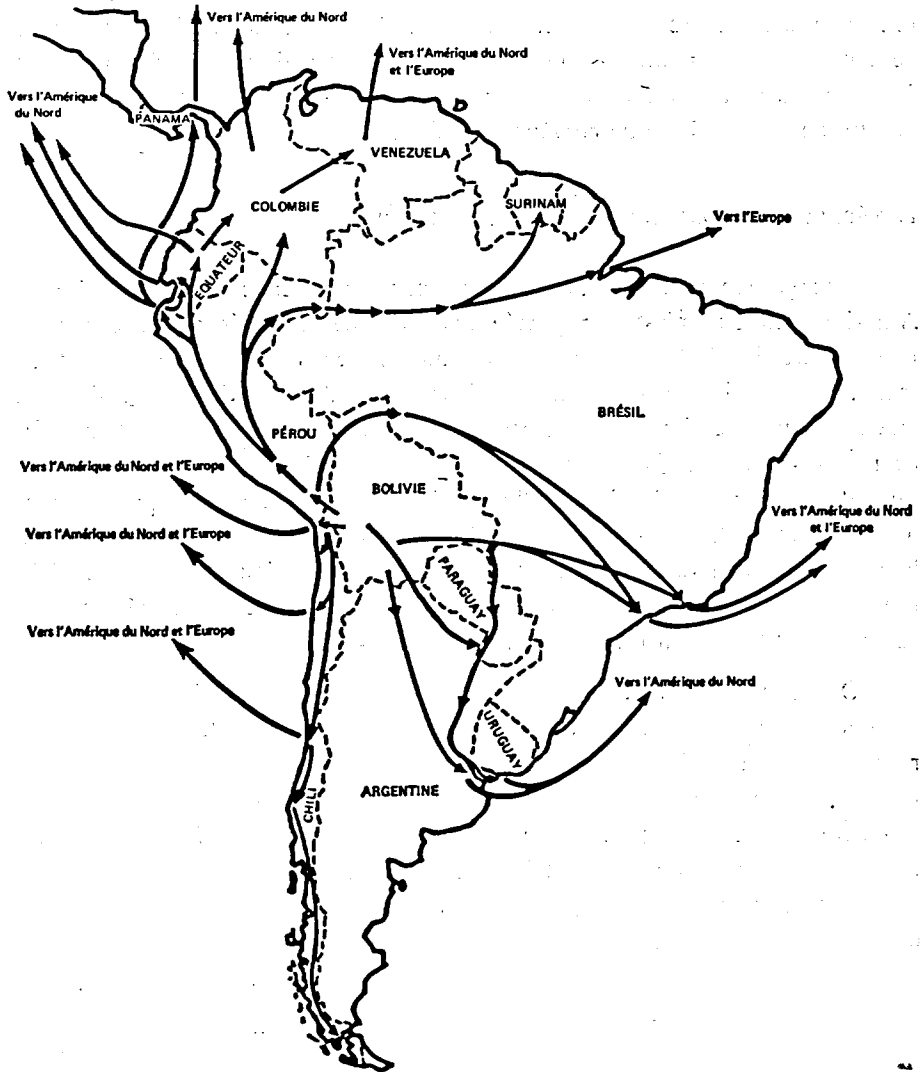 Vers l'Amérique du Nord
Vers l'Amérique du Nord
et l'Europe
Vers l'Amérique
du Nord
PANAMA
VENEZUELA
COLOMBIE
SURINAM
Vers l'Europe
EQUATEUR
BRÉSIL
PÉROU
Vers l'Amérique du Nord et l'Europe
BOLIVIE
Vers l'Amérique du Nord
et l'Europe
Vers l'Amérique du Nord et l'Europe
PARAGUAY
Vers l'Amérique du Nord et l'Europe
Vers l'Amérique du Nord
URUGUAY
ARGENTINE
CHILI